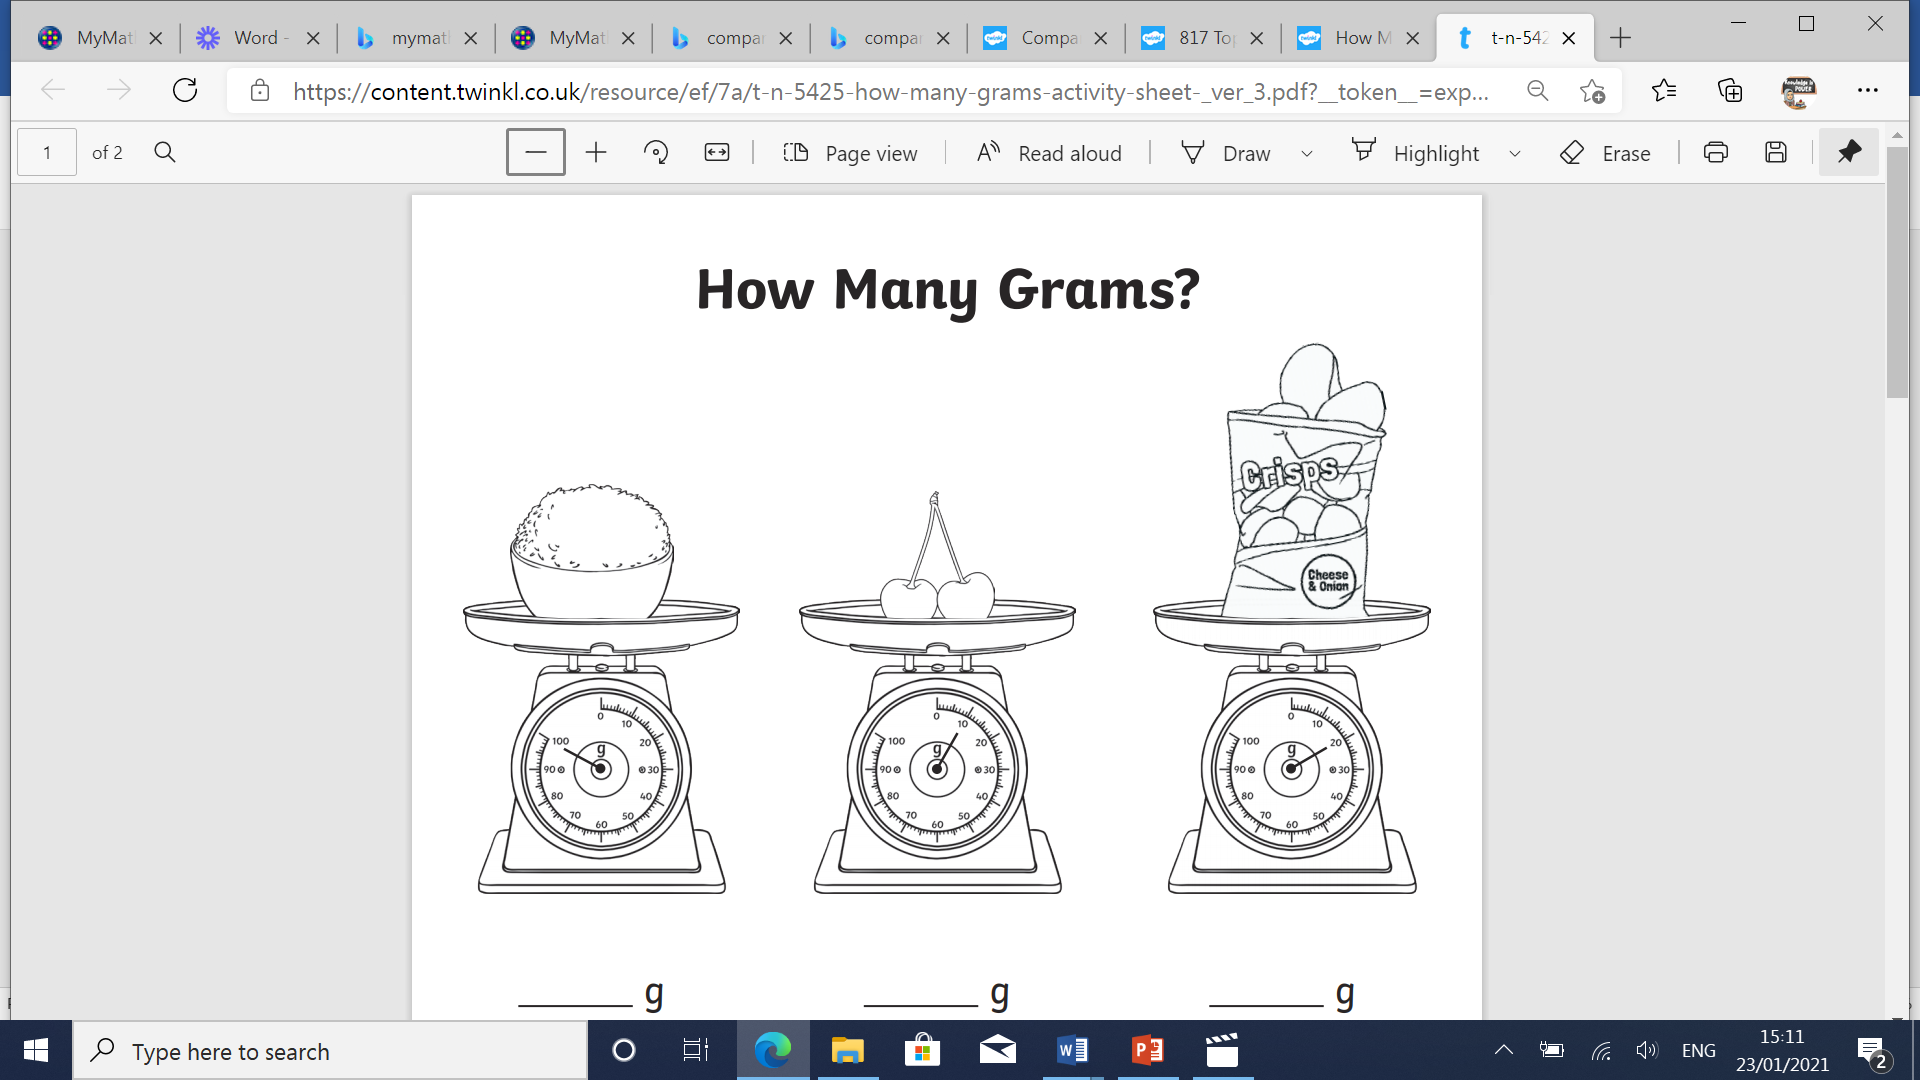 MyMat
Word -
mymat
MyMat
compar
compar
Compa
817 Top
How M
t-n-542
https://content.twinkl.co.uk/resource/ef/7a/t-n-5425-how-many-grams-activity-sheet-_ver_3.pdf?__token__=exp...
1 of 2
Page view
Read aloud
Draw
Highlight
Erase
How Many Grams?
Crisps
Cheese
& Onion
0
10
20
30
40
50
60
70
80
90
100
g
0
10
20
30
40
50
60
70
80
90
100
g
0
10
20
30
40
50
60
70
80
90
100
g
______ g
______ g
______ g
Type here to search
ENG
15:11
23/01/2021
2